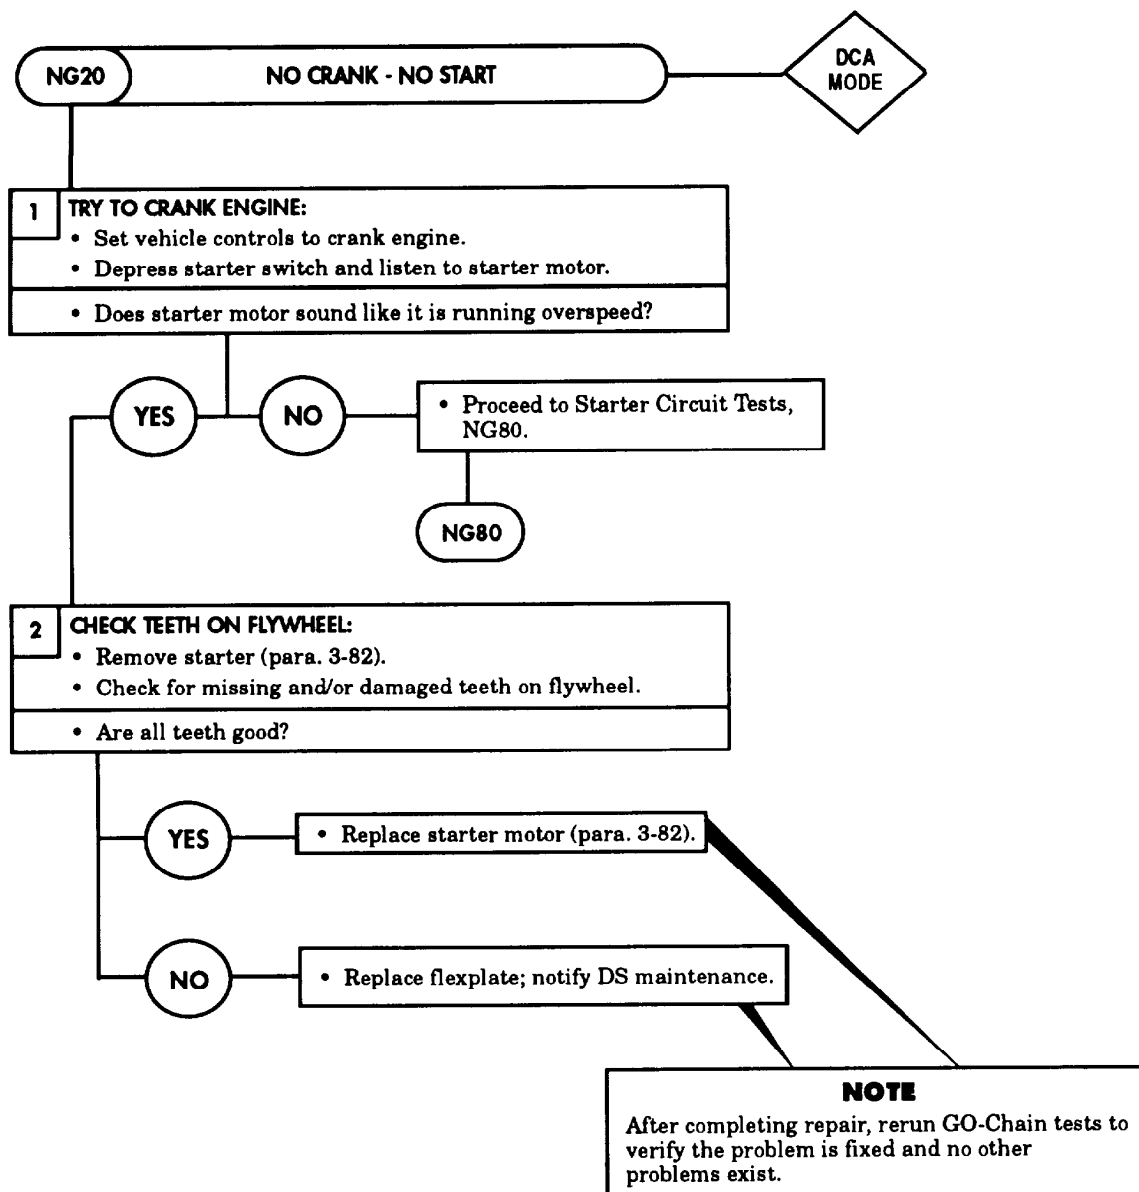 NG20 NO CRANK - NO START
DCA
MODE
1 TRY TO CRANK ENGINE:
• Set vehicle controls to crank engine.
• Depress starter switch and listen to starter motor.
• Does starter motor sound like it is running overspeed?
YES NO
• Proceed to Starter Circuit Tests,
NG80.
NG80
2 CHECK TEETH ON FLYWHEEL:
• Remove starter (para. 3-82).
• Check for missing and/or damaged teeth on flywheel.
• Are all teeth good?
YES • Replace starter motor (para. 3-82).
NO • Replace flexplate; notify DS maintenance.
NOTE
After completing repair, rerun GO-Chain tests to
verify the problem is fixed and no other
problems exist.